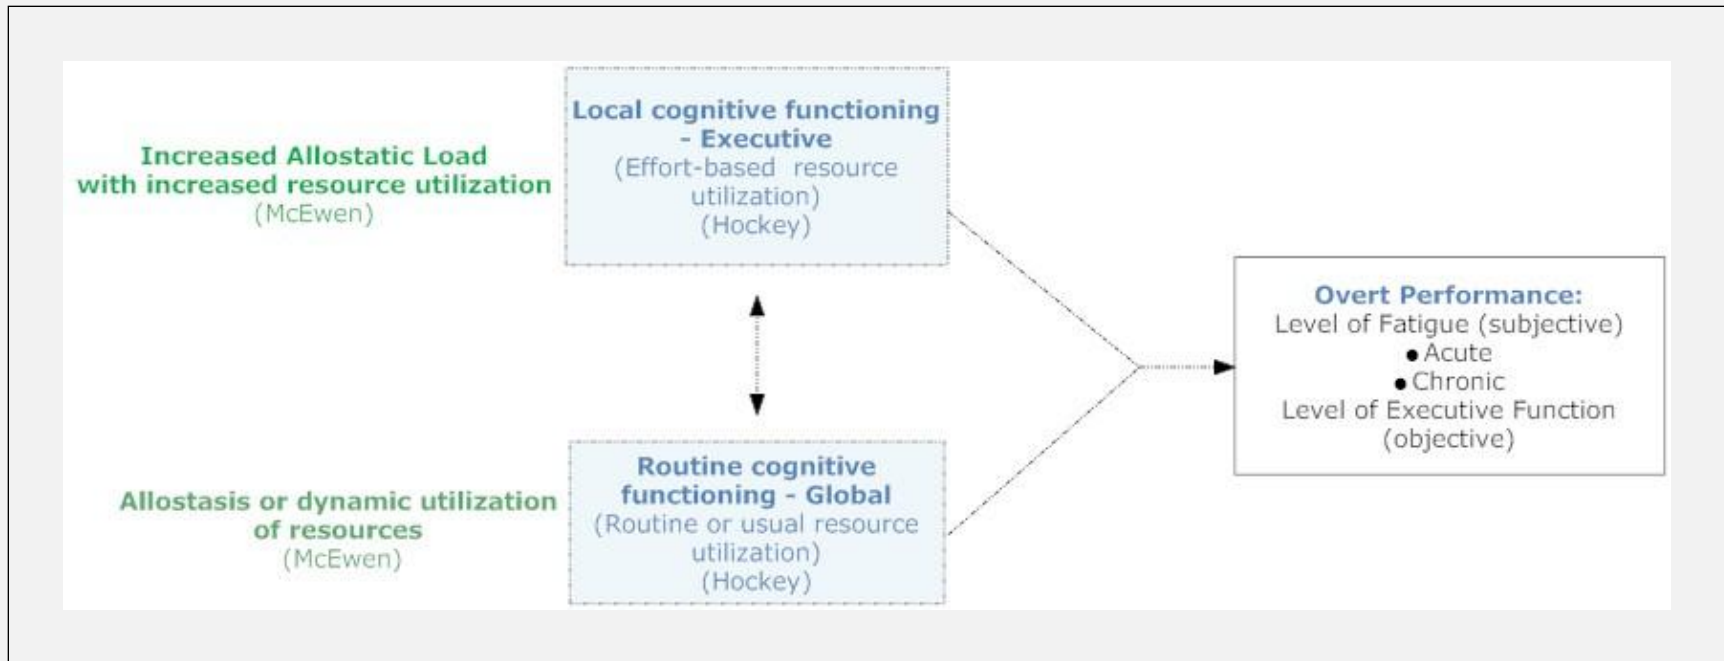 Increased Allostatic Load
with increased resource utilization
(McEwen)
Local cognitive functioning
- Executive
(Effort-based resource
utilization)
(Hockey)
Overt Performance:
Level of Fatigue (subjective)
● Acute
● Chronic
Level of Executive Function
(objective)
Allostasis or dynamic utilization
of resources
(McEwen)
Routine cognitive
functioning - Global
(Routine or usual resource
utilization)
(Hockey)